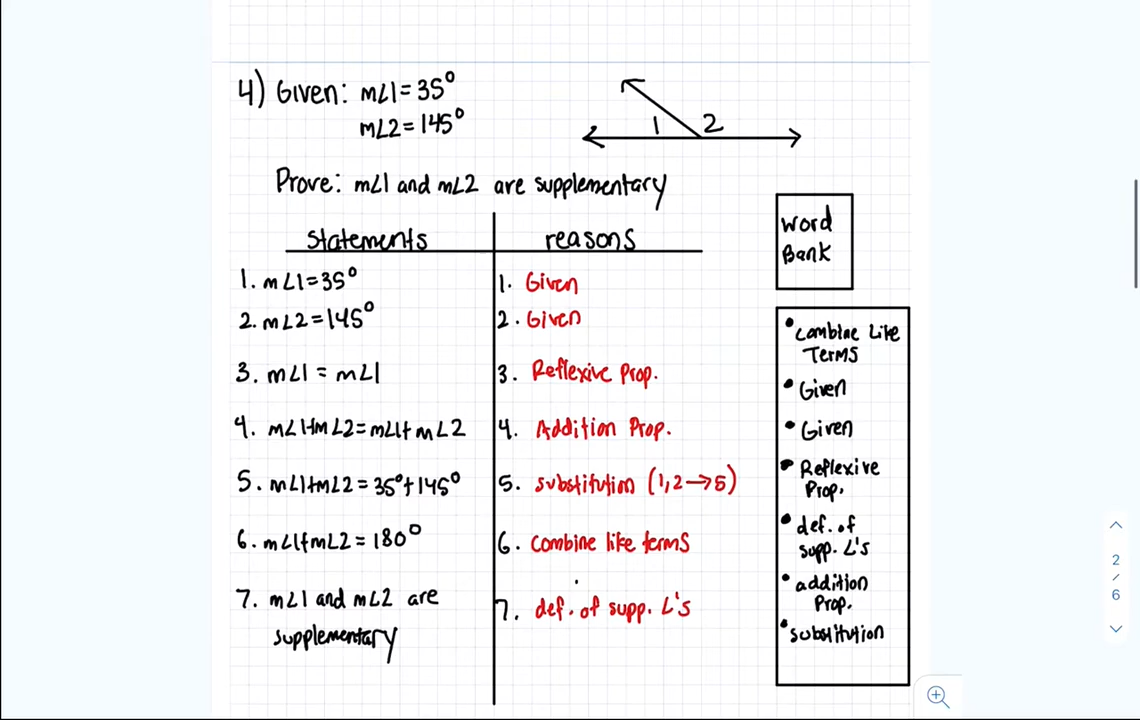 4) Given: m∠1=35°
m∠2=145°
1 2
Prove: m∠1 and m∠2 are supplementary
statements reasons
1. m∠1=35° 1. Given
2. m∠2=145° 2. Given
3. m∠1=m∠1 3. Reflexive Prop.
4. m∠1+m∠2=m∠1+m∠2 4. Addition Prop.
5. m∠1+m∠2=35°+145° 5. substitution (1,2→5)
6. m∠1+m∠2=180° 6. combine like terms
7. m∠1 and m∠2 are 7. def. of supp. ∠'s
supplementary
Word
Bank
• Combine Like
Terms
• Given
• Given
• Reflexive
Prop.
• def. of
supp. ∠'s
• addition
Prop.
• substitution
2
/
6